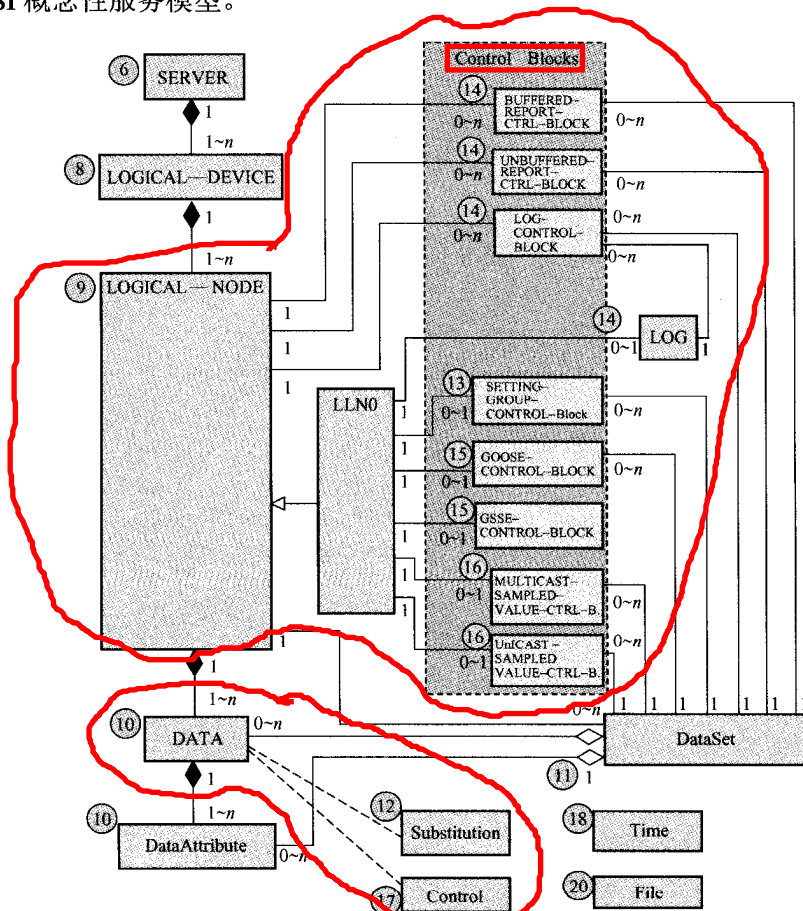 SI 概念性服务模型。
Control Blocks
6
SERVER
1
1~n
8
LOGICAL—DEVICE
1
1~n
9
LOGICAL—NODE
1
1
1
14
0~n
BUFFERED–
REPORT–
CTRL–BLOCK
0~n
14
0~n
UNBUFFERED–
REPORT–
CTRL–BLOCK
0~n
14
0~n
LOG–
CONTROL–
BLOCK
0~n
0~n
14
0~1
LOG
1
LLN0
1
1
1
1
1
1
13
0~1
SETTING–
GROUP–
CONTROL–Block
0~n
15
0~1
GOOSE–
CONTROL–BLOCK
0~n
15
0~1
GSSE–
CONTROL–BLOCK
16
0~1
MULTICAST–
SAMPLED–
VALUE–CTRL–B.
0~n
16
0~1
UnICAST–
SAMPLED
VALUE–CTRL–B.
0~n
1
1
1~n
0~n
1 1 1 1 1 1 1
10
DATA
0~n
DataSet
11
1
1
1~n
10
DataAttribute
0~n
12
Substitution
18
Time
17
Control
20
File